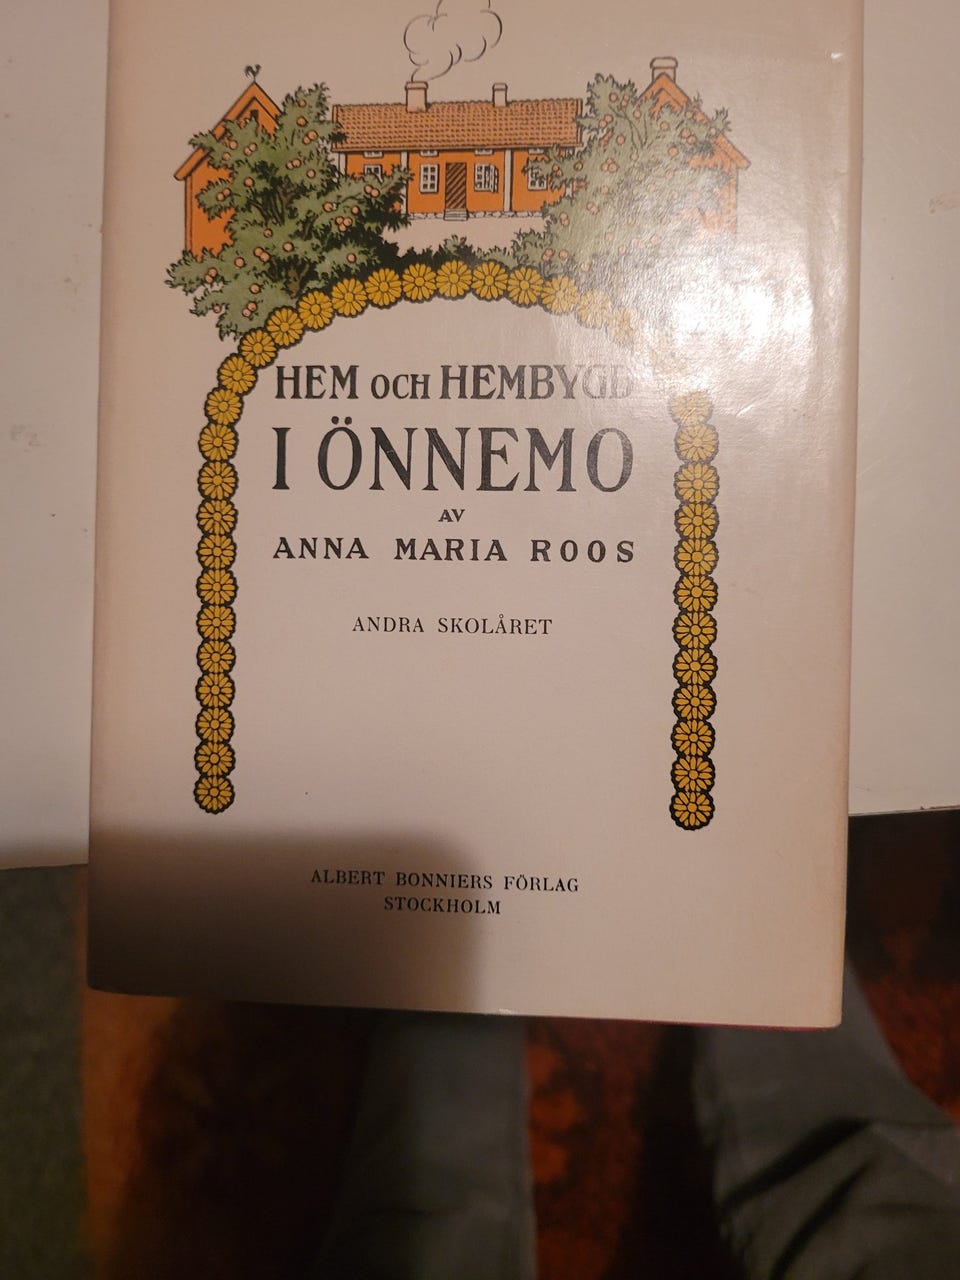 HEM OCH HEMBYGD
I ÖNNEMO
AV
ANNA MARIA ROOS
ANDRA SKOLÅRET
ALBERT BONNIERS FÖRLAG
STOCKHOLM